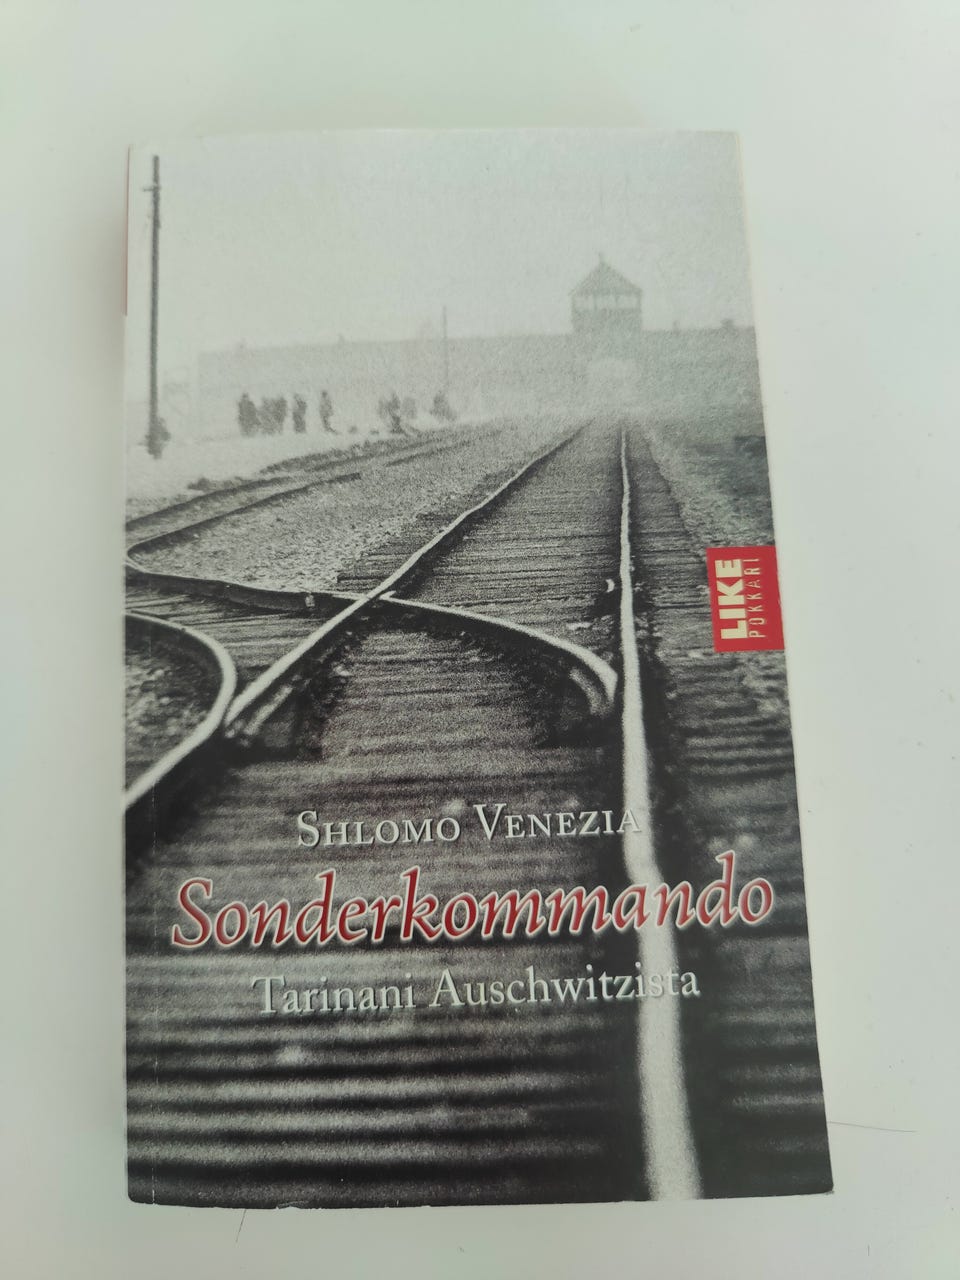 LIKE
POKKARI
SHLOMO VENEZIA
Sonderkommando
Tarinani Auschwitzista